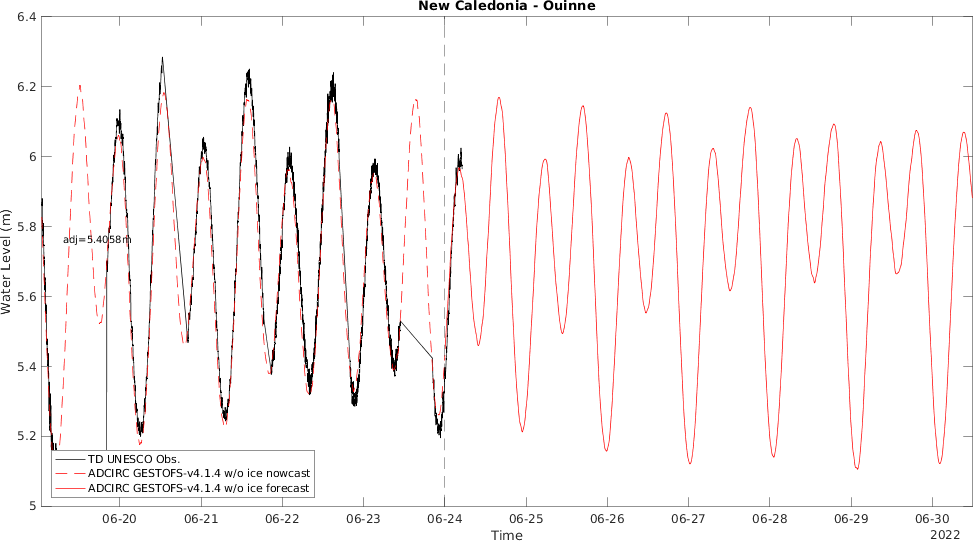 New Caledonia - Ouinne
6.4
6.2
6
5.8
5.6
5.4
5.2
5
Water Level (m)
adj=5.4058m
TD UNESCO Obs.
ADCIRC GESTOFS-v4.1.4 w/o ice nowcast
ADCIRC GESTOFS-v4.1.4 w/o ice forecast
06-20 06-21 06-22 06-23 06-24 06-25 06-26 06-27 06-28 06-29 06-30
Time
2022